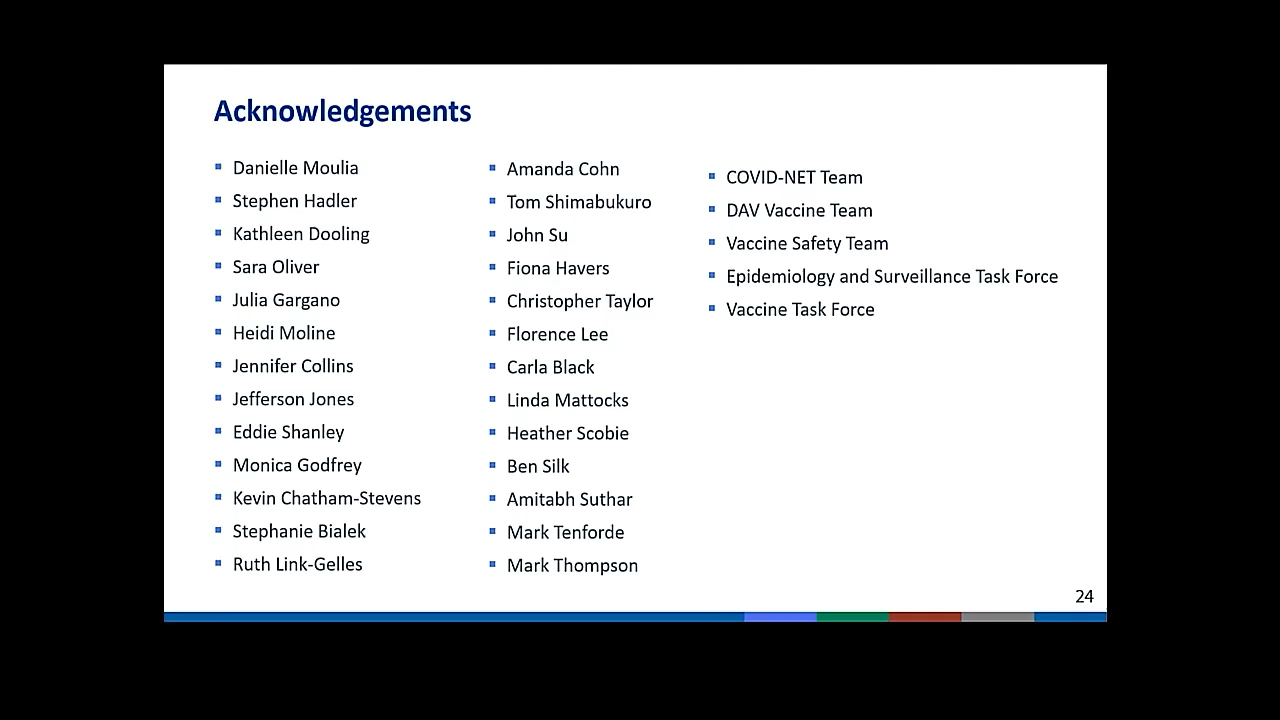 Acknowledgements
Danielle Moulia
Stephen Hadler
Kathleen Dooling
Sara Oliver
Julia Gargano
Heidi Moline
Jennifer Collins
Jefferson Jones
Eddie Shanley
Monica Godfrey
Kevin Chatham-Stevens
Stephanie Bialek
Ruth Link-Gelles
Amanda Cohn
Tom Shimabukuro
John Su
Fiona Havers
Christopher Taylor
Florence Lee
Carla Black
Linda Mattocks
Heather Scobie
Ben Silk
Amitabh Suthar
Mark Tenforde
Mark Thompson
COVID-NET Team
DAV Vaccine Team
Vaccine Safety Team
Epidemiology and Surveillance Task Force
Vaccine Task Force
24